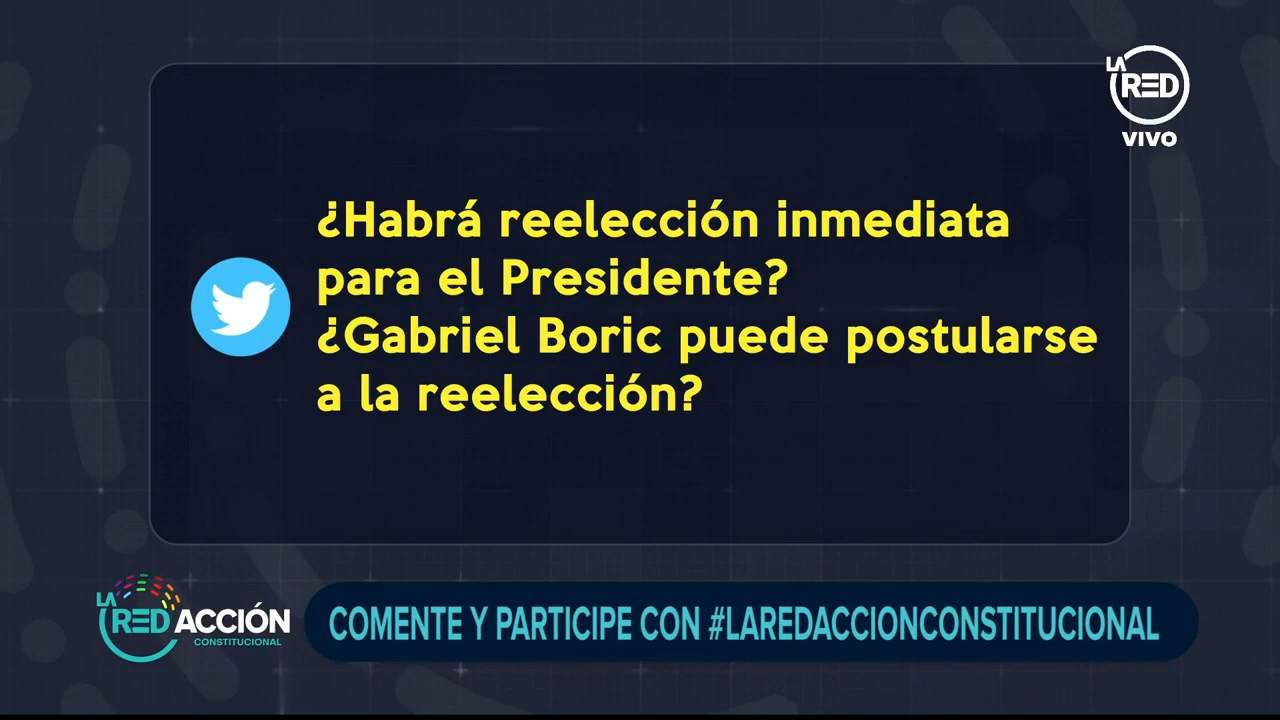 LA
RED
VIVO
¿Habrá reelección inmediata
para el Presidente?
¿Gabriel Boric puede postularse
a la reelección?
LA
RED ACCIÓN
CONSTITUCIONAL
COMENTE Y PARTICIPE CON #LAREDACCIONCONSTITUCIONAL